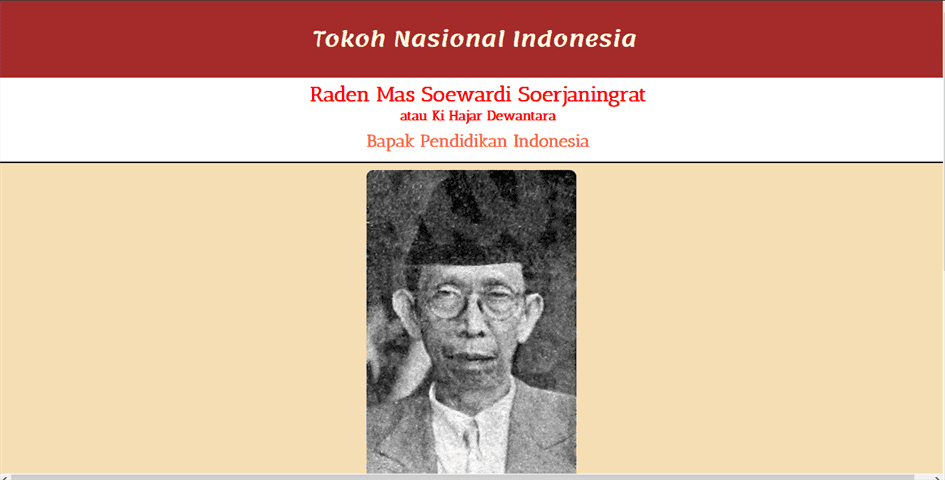 Tokoh Nasional Indonesia
Raden Mas Soewardi Soerjaningrat
atau Ki Hajar Dewantara
Bapak Pendidikan Indonesia